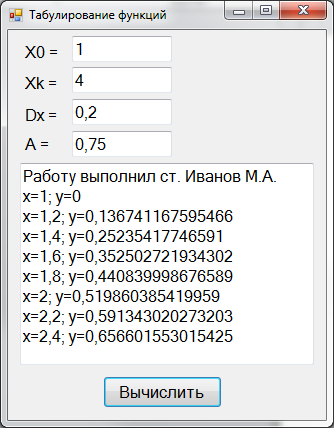 Табулирование функций
X0 = 1
Xk = 4
Dx = 0,2
A = 0,75
Работу выполнил ст. Иванов М.А.
x=1; y=0
x=1,2; y=0,136741167595466
x=1,4; y=0,25235417746591
x=1,6; y=0,352502721934302
x=1,8; y=0,440839998676589
x=2; y=0,519860385419959
x=2,2; y=0,591343020273203
x=2,4; y=0,656601553015425
Вычислить